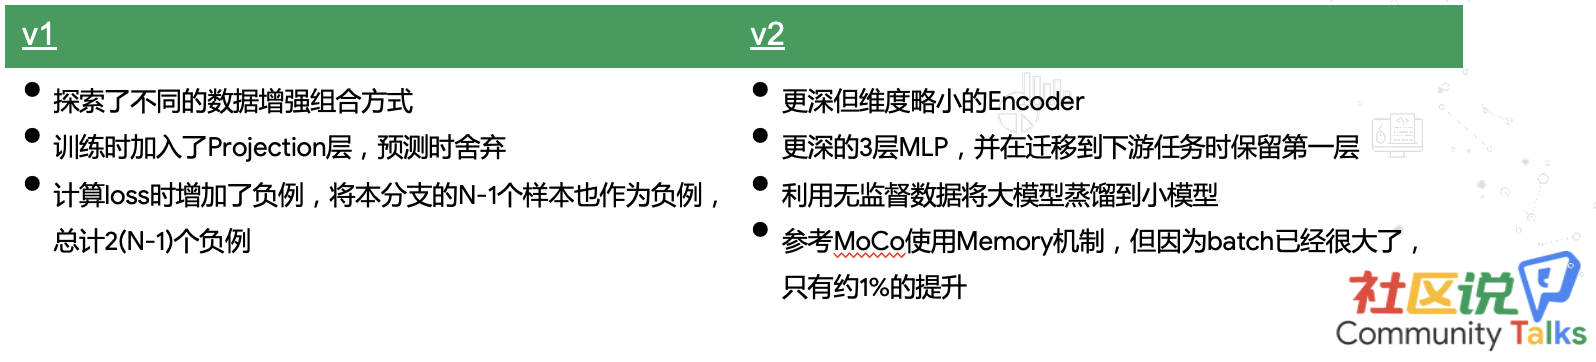 v1
探索了不同的数据增强组合方式
训练时加入了Projection层，预测时舍弃
计算loss时增加了负例，将本分支的N-1个样本也作为负例，
总计2(N-1)个负例
v2
更深但维度略小的Encoder
更深的3层MLP，并在迁移到下游任务时保留第一层
利用无监督数据将大模型蒸馏到小模型
参考MoCo使用Memory机制，但因为batch已经很大了，
只有约1%的提升
社区说
Community Talks